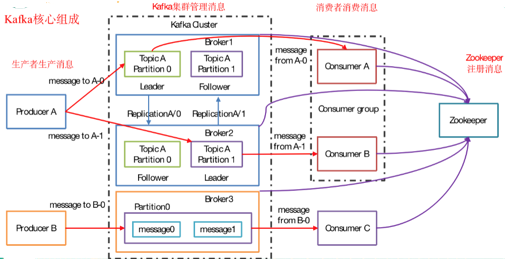 Kafka核心组成
Kafka集群管理消息
消费者消费消息
Zookeeper
注册消息
生产者生产消息
Kafka Cluster
Broker1
Topic A
Partition 0
Topic A
Partition 1
Leader
Follower
message to A-0
message
from A-0
Consumer A
Producer A
ReplicationA/0
ReplicationA/1
Consumer group
Zookeeper
message to A-1
Broker2
Topic A
Partition 0
Topic A
Partition 1
Follower
Leader
message
from A-1
Consumer B
Broker3
Partition0
message to B-0
message0
message1
message
from B-0
Producer B
Consumer C